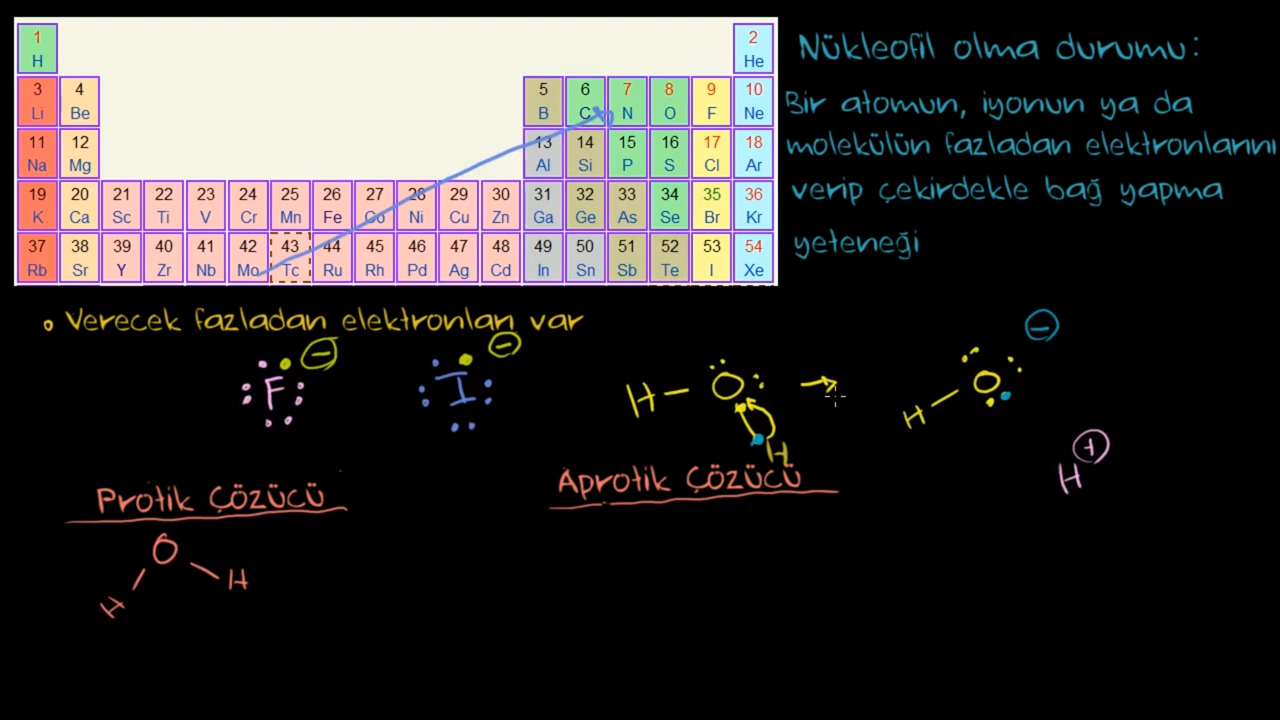 1 2
H He
3 4 5 6 7 8 9 10
Li Be B C N O F Ne
11 12 13 14 15 16 17 18
Na Mg Al Si P S Cl Ar
19 20 21 22 23 24 25 26 27 28 29 30 31 32 33 34 35 36
K Ca Sc Ti V Cr Mn Fe Co Ni Cu Zn Ga Ge As Se Br Kr
37 38 39 40 41 42 43 44 45 46 47 48 49 50 51 52 53 54
Rb Sr Y Zr Nb Mo Tc Ru Rh Pd Ag Cd In Sn Sb Te I Xe
Nükleofil olma durumu:
Bir atomun, iyonun ya da
molekülün fazladan elektronlarını
verip çekirdekle bağ yapma
yeteneği
• Verecek fazladan elektronları var
F − I − H − O H → H − O −
H +
Protik Çözücü Aprotik Çözücü
O
H H